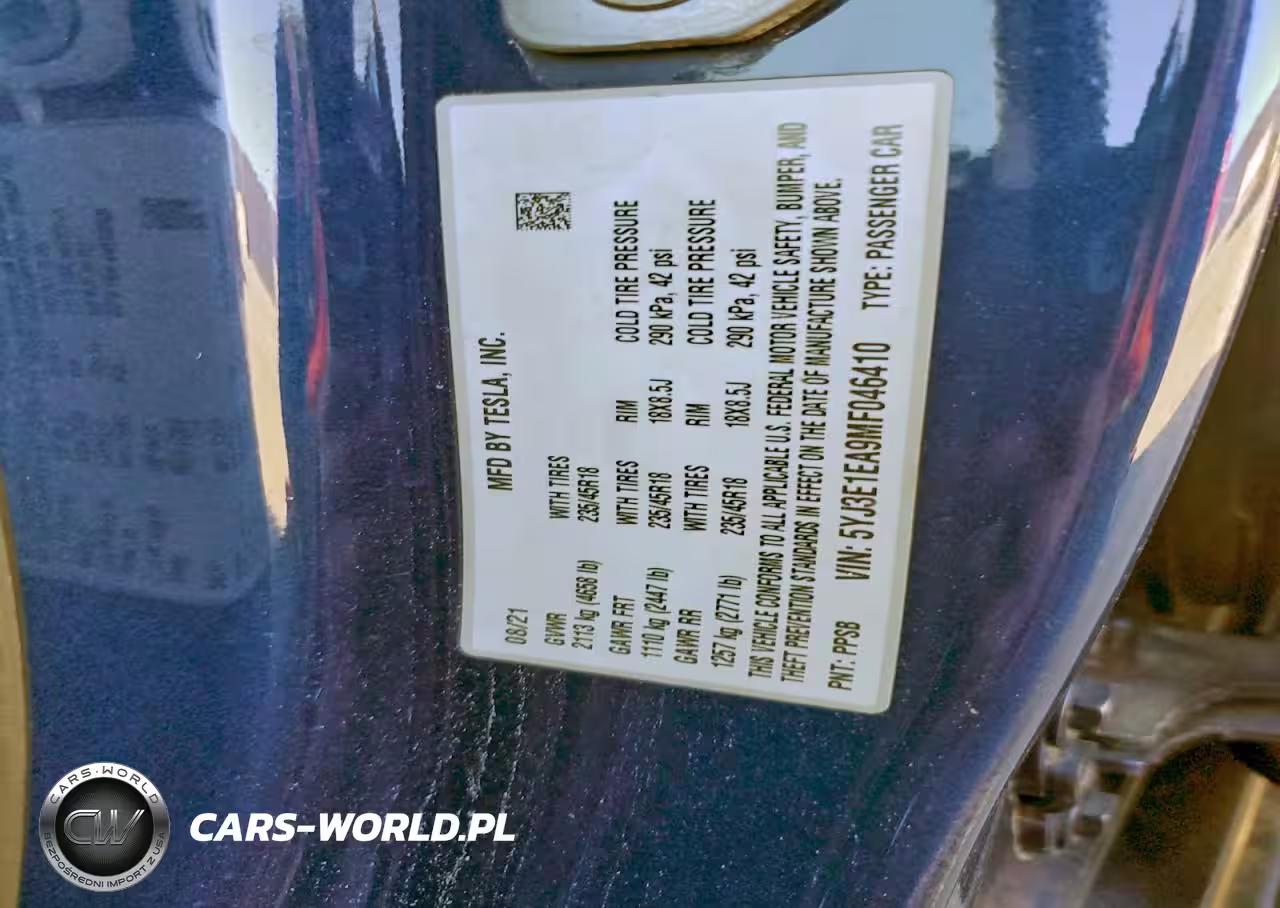 MFD BY TESLA, INC.
08/21
GVWR WITH TIRES
2113 kg (4658 lb) 235/45R18
GAWR FRT WITH TIRES RIM COLD TIRE PRESSURE
1110 kg (2447 lb) 235/45R18 18X8.5J 290 kPa, 42 psi
GAWR RR WITH TIRES RIM COLD TIRE PRESSURE
1257 kg (2771 lb) 235/45R18 18X8.5J 290 kPa, 42 psi
THIS VEHICLE CONFORMS TO ALL APPLICABLE U.S. FEDERAL MOTOR VEHICLE SAFETY, BUMPER, AND
THEFT PREVENTION STANDARDS IN EFFECT ON THE DATE OF MANUFACTURE SHOWN ABOVE.
PNT: PPSB VIN: 5YJ3E1EA9MF046410 TYPE: PASSENGER CAR
CARS-WORLD
CW
BEZPOŚREDNI IMPORT Z USA
CARS-WORLD.PL